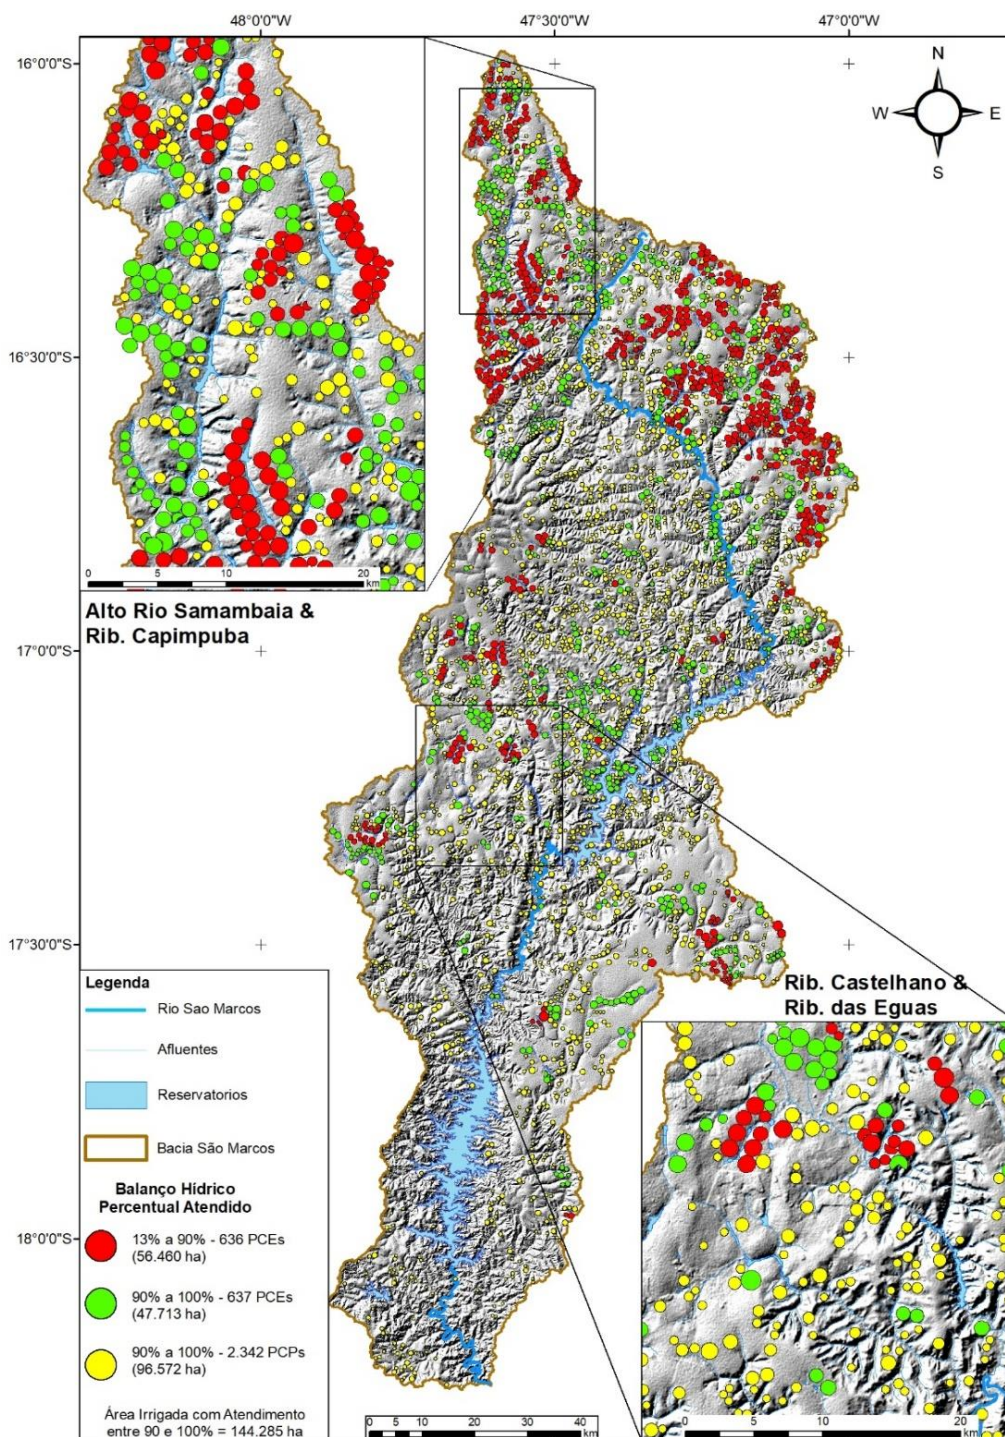 48°0'0"W
47°30'0"W
47°0'0"W
16°0'0"S
N
W
E
S
16°30'0"S
0 5 10 20
km
Alto Rio Samambaia &
Rib. Capimpuba
17°0'0"S
17°30'0"S
Legenda
Rio Sao Marcos
Afluentes
Reservatorios
Bacia São Marcos
Balanço Hídrico
Percentual Atendido
13% a 90% - 636 PCEs
(56.460 ha)
90% a 100% - 637 PCEs
(47.713 ha)
90% a 100% - 2.342 PCPs
(96.572 ha)
Área Irrigada com Atendimento
entre 90 e 100% = 144.285 ha
18°0'0"S
Rib. Castelhano &
Rib. das Eguas
0 5 10 20 30 40
km
0 5 10 20
km